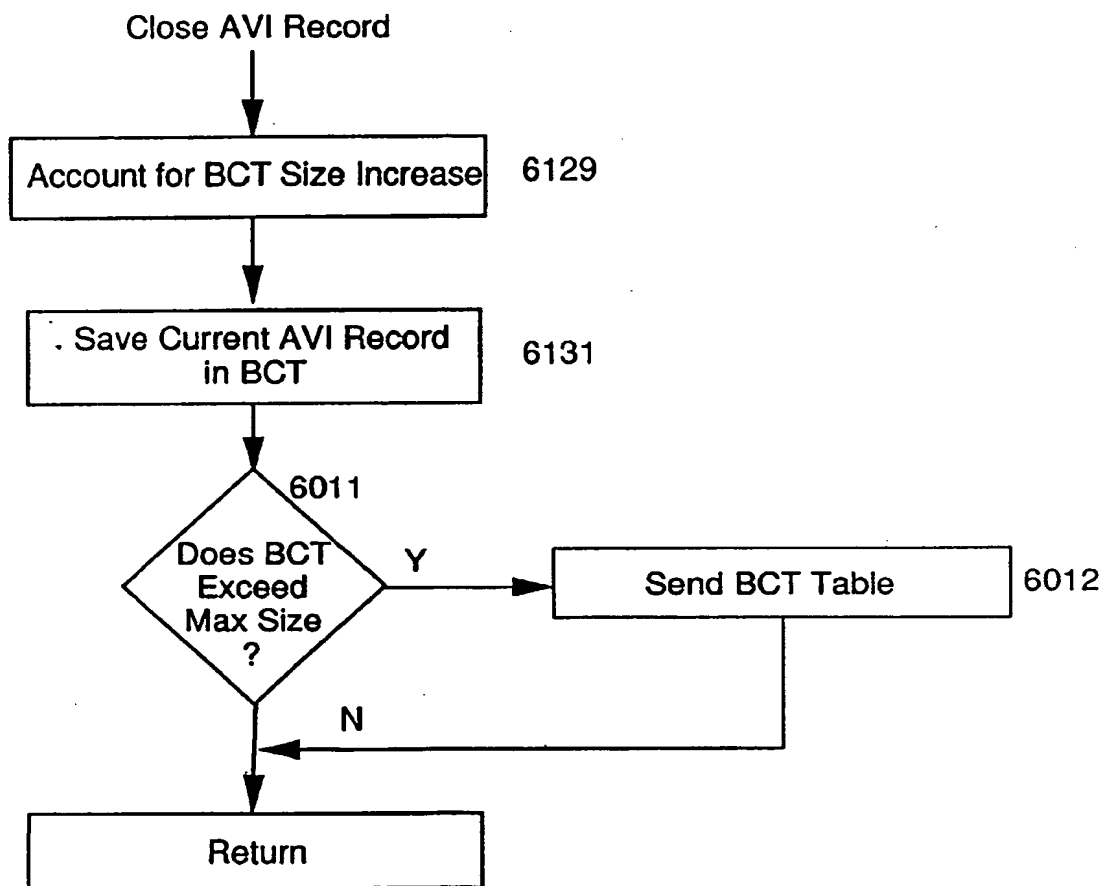 Close AVI Record
Account for BCT Size Increase
6129
Save Current AVI Record
in BCT
6131
6011
Does BCT
Exceed
Max Size
?
Y
Send BCT Table
6012
N
Return